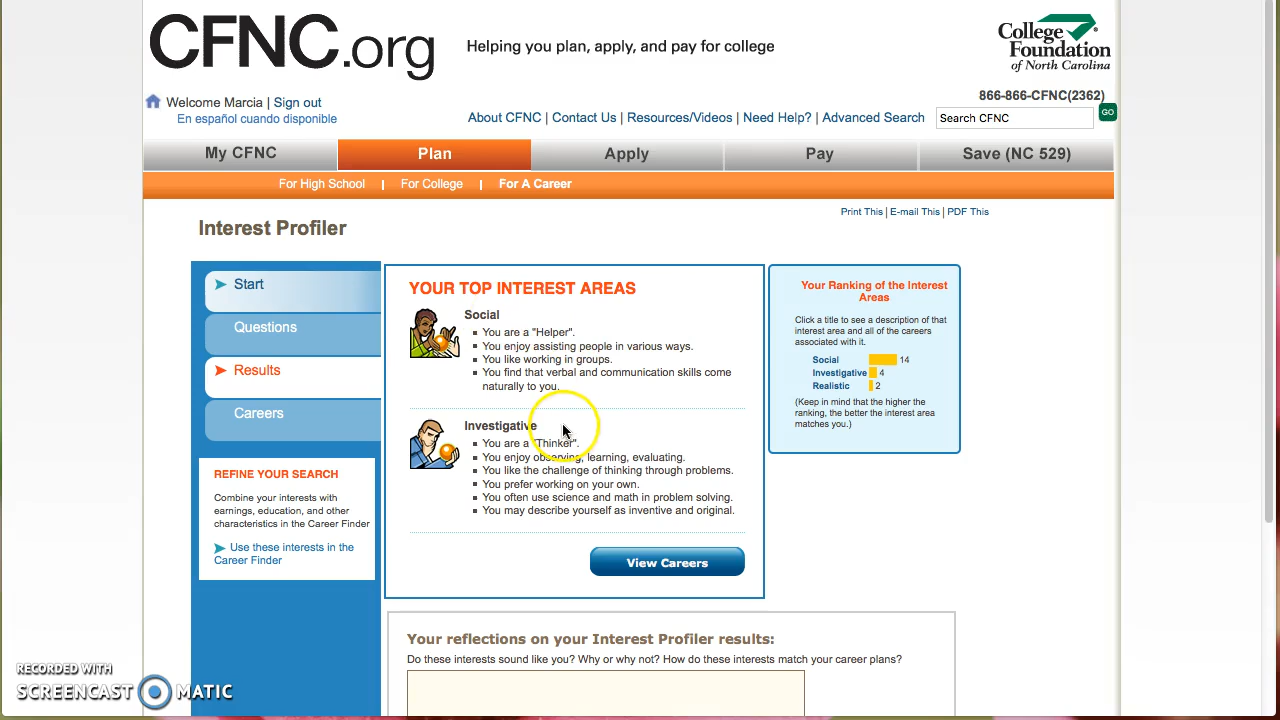 CFNC.org
Helping you plan, apply, and pay for college
College
Foundation
of North Carolina
866-866-CFNC(2362)
Welcome Marcia | Sign out
En español cuando disponible
About CFNC | Contact Us | Resources/Videos | Need Help? | Advanced Search
Search CFNC
GO
My CFNC
Plan
Apply
Pay
Save (NC 529)
For High School | For College | For A Career
Print This | E-mail This | PDF This
Interest Profiler
Start
Questions
Results
Careers
REFINE YOUR SEARCH
Combine your interests with
earnings, education, and other
characteristics in the Career Finder
Use these interests in the
Career Finder
YOUR TOP INTEREST AREAS
Social
You are a "Helper".
You enjoy assisting people in various ways.
You like working in groups.
You find that verbal and communication skills come
naturally to you.
Investigative
You are a "Thinker".
You enjoy observing, learning, evaluating.
You like the challenge of thinking through problems.
You prefer working on your own.
You often use science and math in problem solving.
You may describe yourself as inventive and original.
View Careers
Your Ranking of the Interest
Areas
Click a title to see a description of that
interest area and all of the careers
associated with it.
Social 14
Investigative 4
Realistic 2
(Keep in mind that the higher the
ranking, the better the interest area
matches you.)
Your reflections on your Interest Profiler results:
Do these interests sound like you? Why or why not? How do these interests match your career plans?
RECORDED WITH
SCREENCAST MATIC